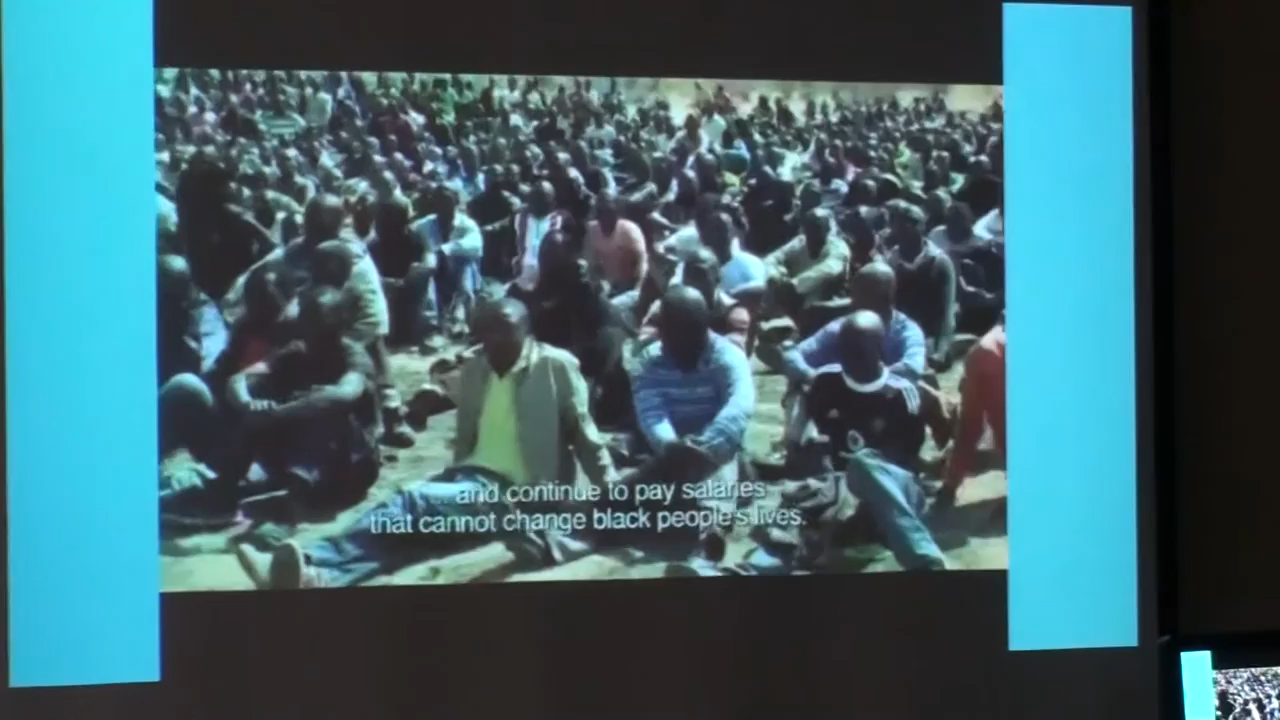 ...and continue to pay salaries
that cannot change black people's lives.